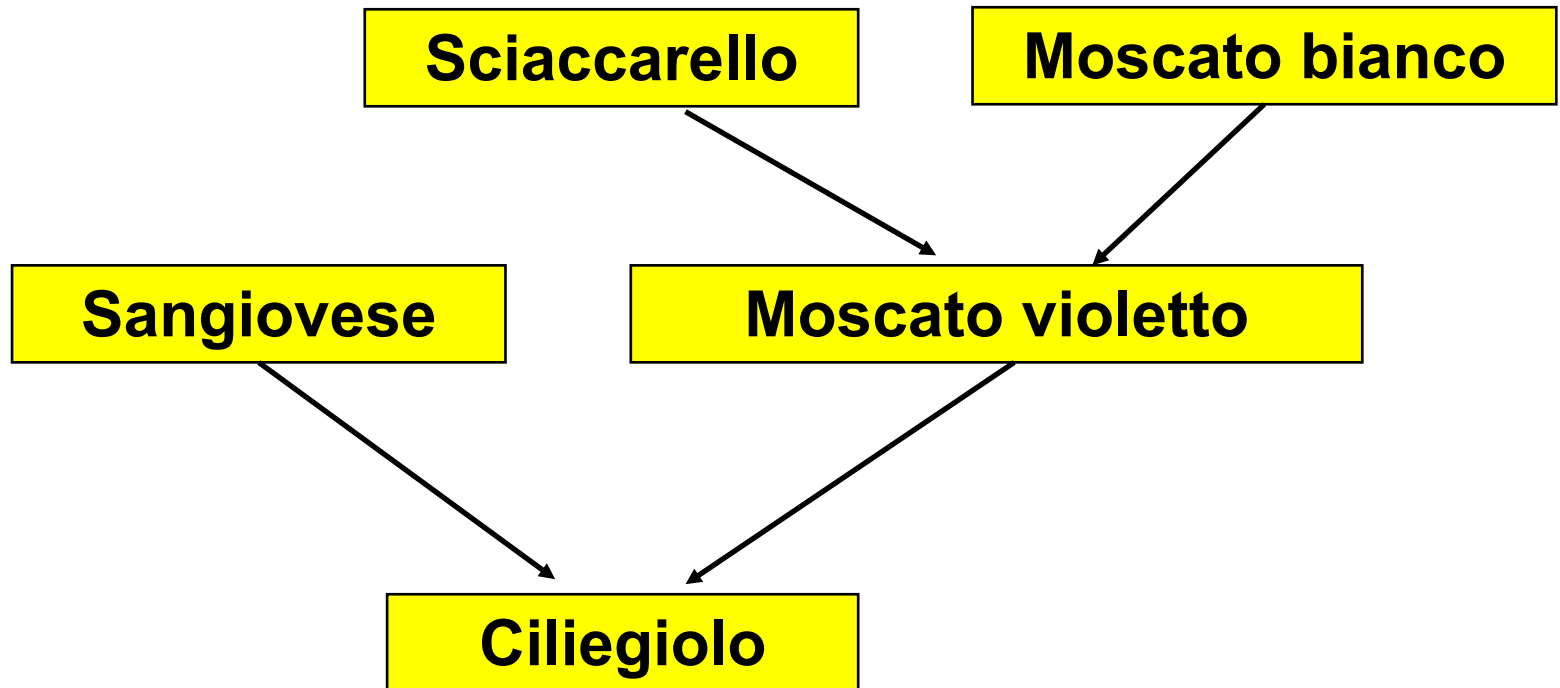 Sciaccarello
Moscato bianco
Sangiovese
Moscato violetto
Ciliegiolo